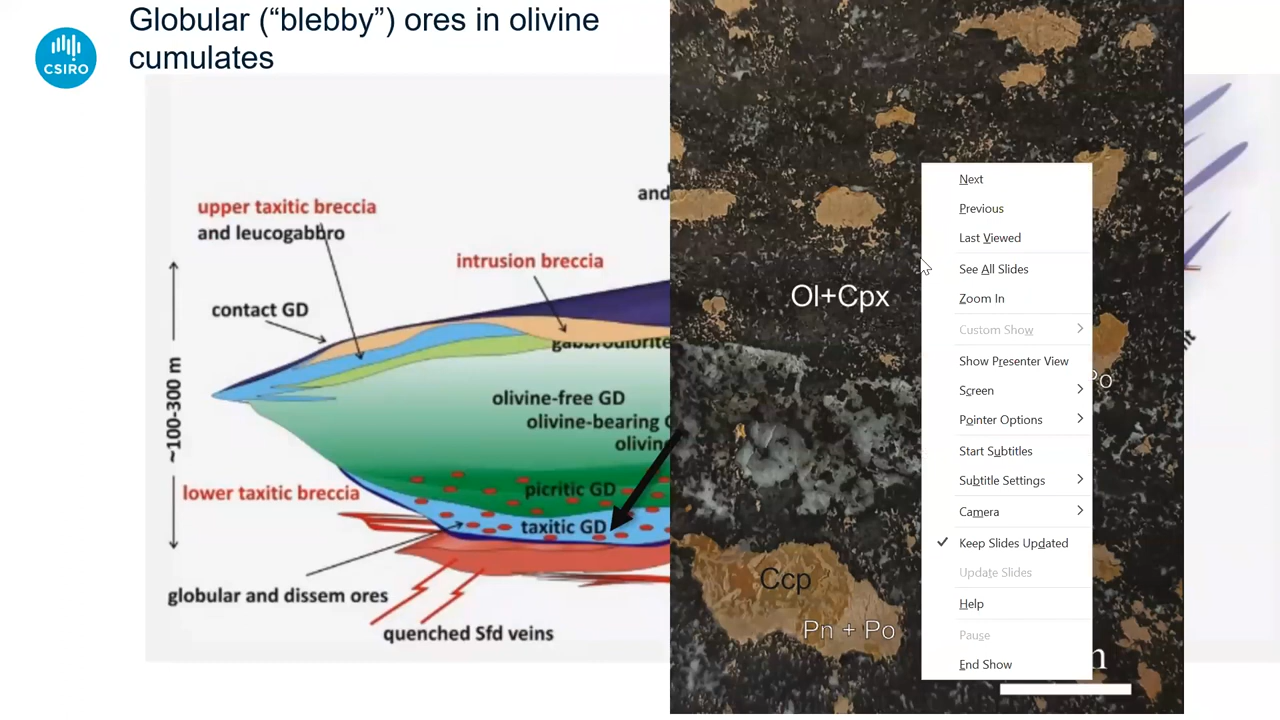 Globular (“blebby”) ores in olivine
cumulates
CSIRO
upper taxitic breccia
and leucogabbro
and
intrusion breccia
contact GD
~100-300 m
olivine-free GD
olivine-bearing
picritic GD
lower taxitic breccia
taxitic GD
globular and dissem ores
quenched Sfd veins
Ol+Cpx
Po
Ccp
Pn + Po
Next
Previous
Last Viewed
See All Slides
Zoom In
Custom Show
Show Presenter View
Screen
Pointer Options
Start Subtitles
Subtitle Settings
Camera
Keep Slides Updated
Update Slides
Help
Pause
End Show